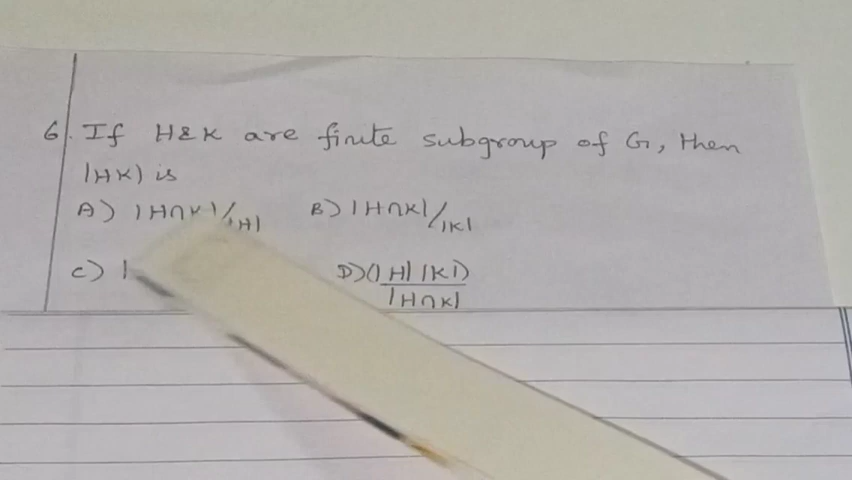 6. If H & K are finite subgroup of G, then
|HK| is
A) |H∩K|/|H| B) |H∩K|/|K|
C) | D) (|H| |K|)
|H∩K|